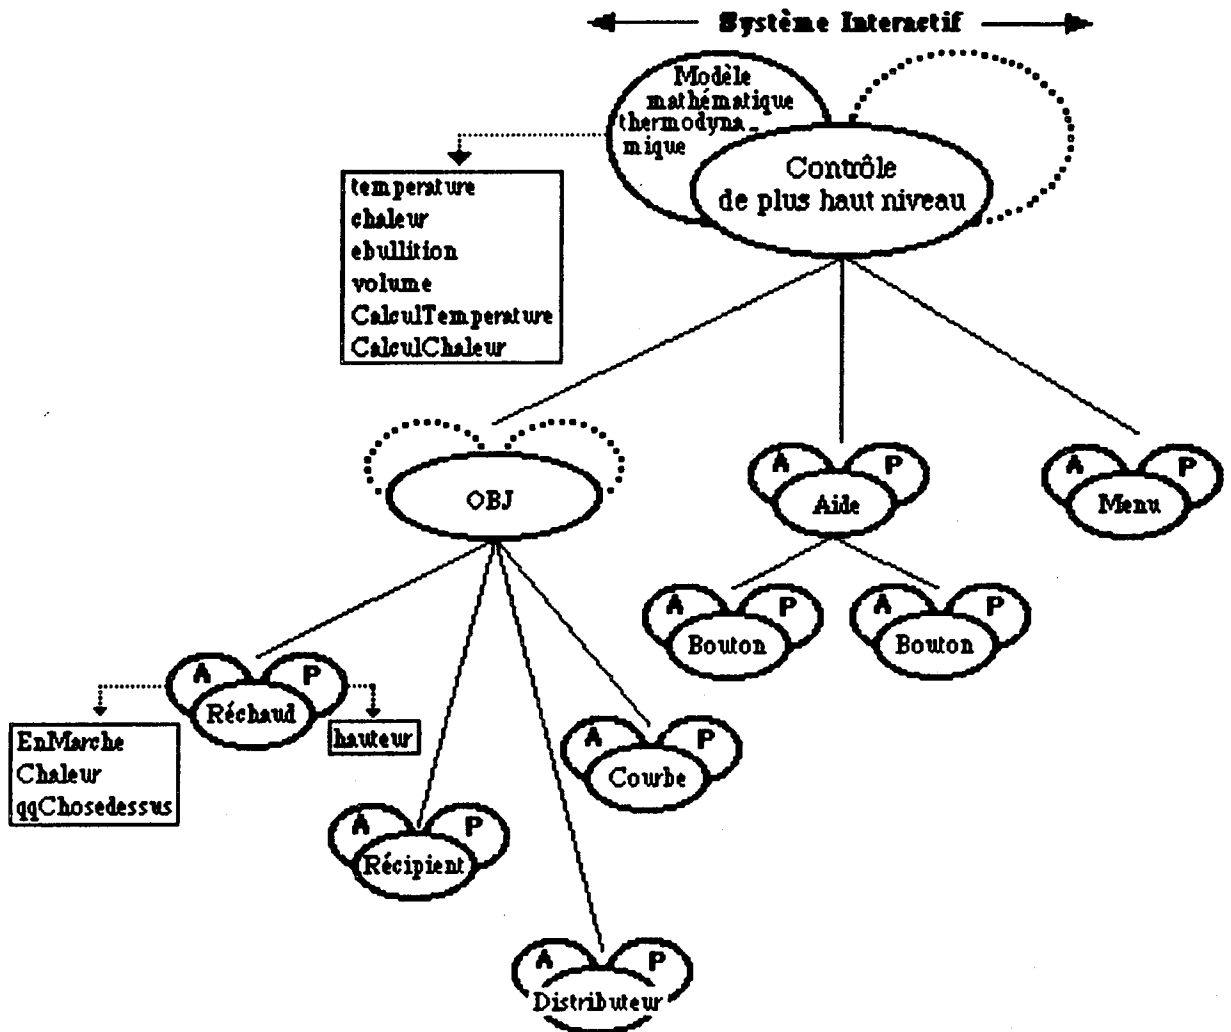 Système Interactif
Modèle
mathématique
thermodyna_
mique
Contrôle
de plus haut niveau
temperature
chaleur
ebullition
volume
CalculTemperature
CalculChaleur
OBJ
A
P
Aide
A
P
Menu
A
P
Bouton
A
P
Bouton
A
P
Réchaud
EnMarche
Chaleur
qqChosedessus
hauteur
A
P
Courbe
A
P
Récipient
A
P
Distributeur